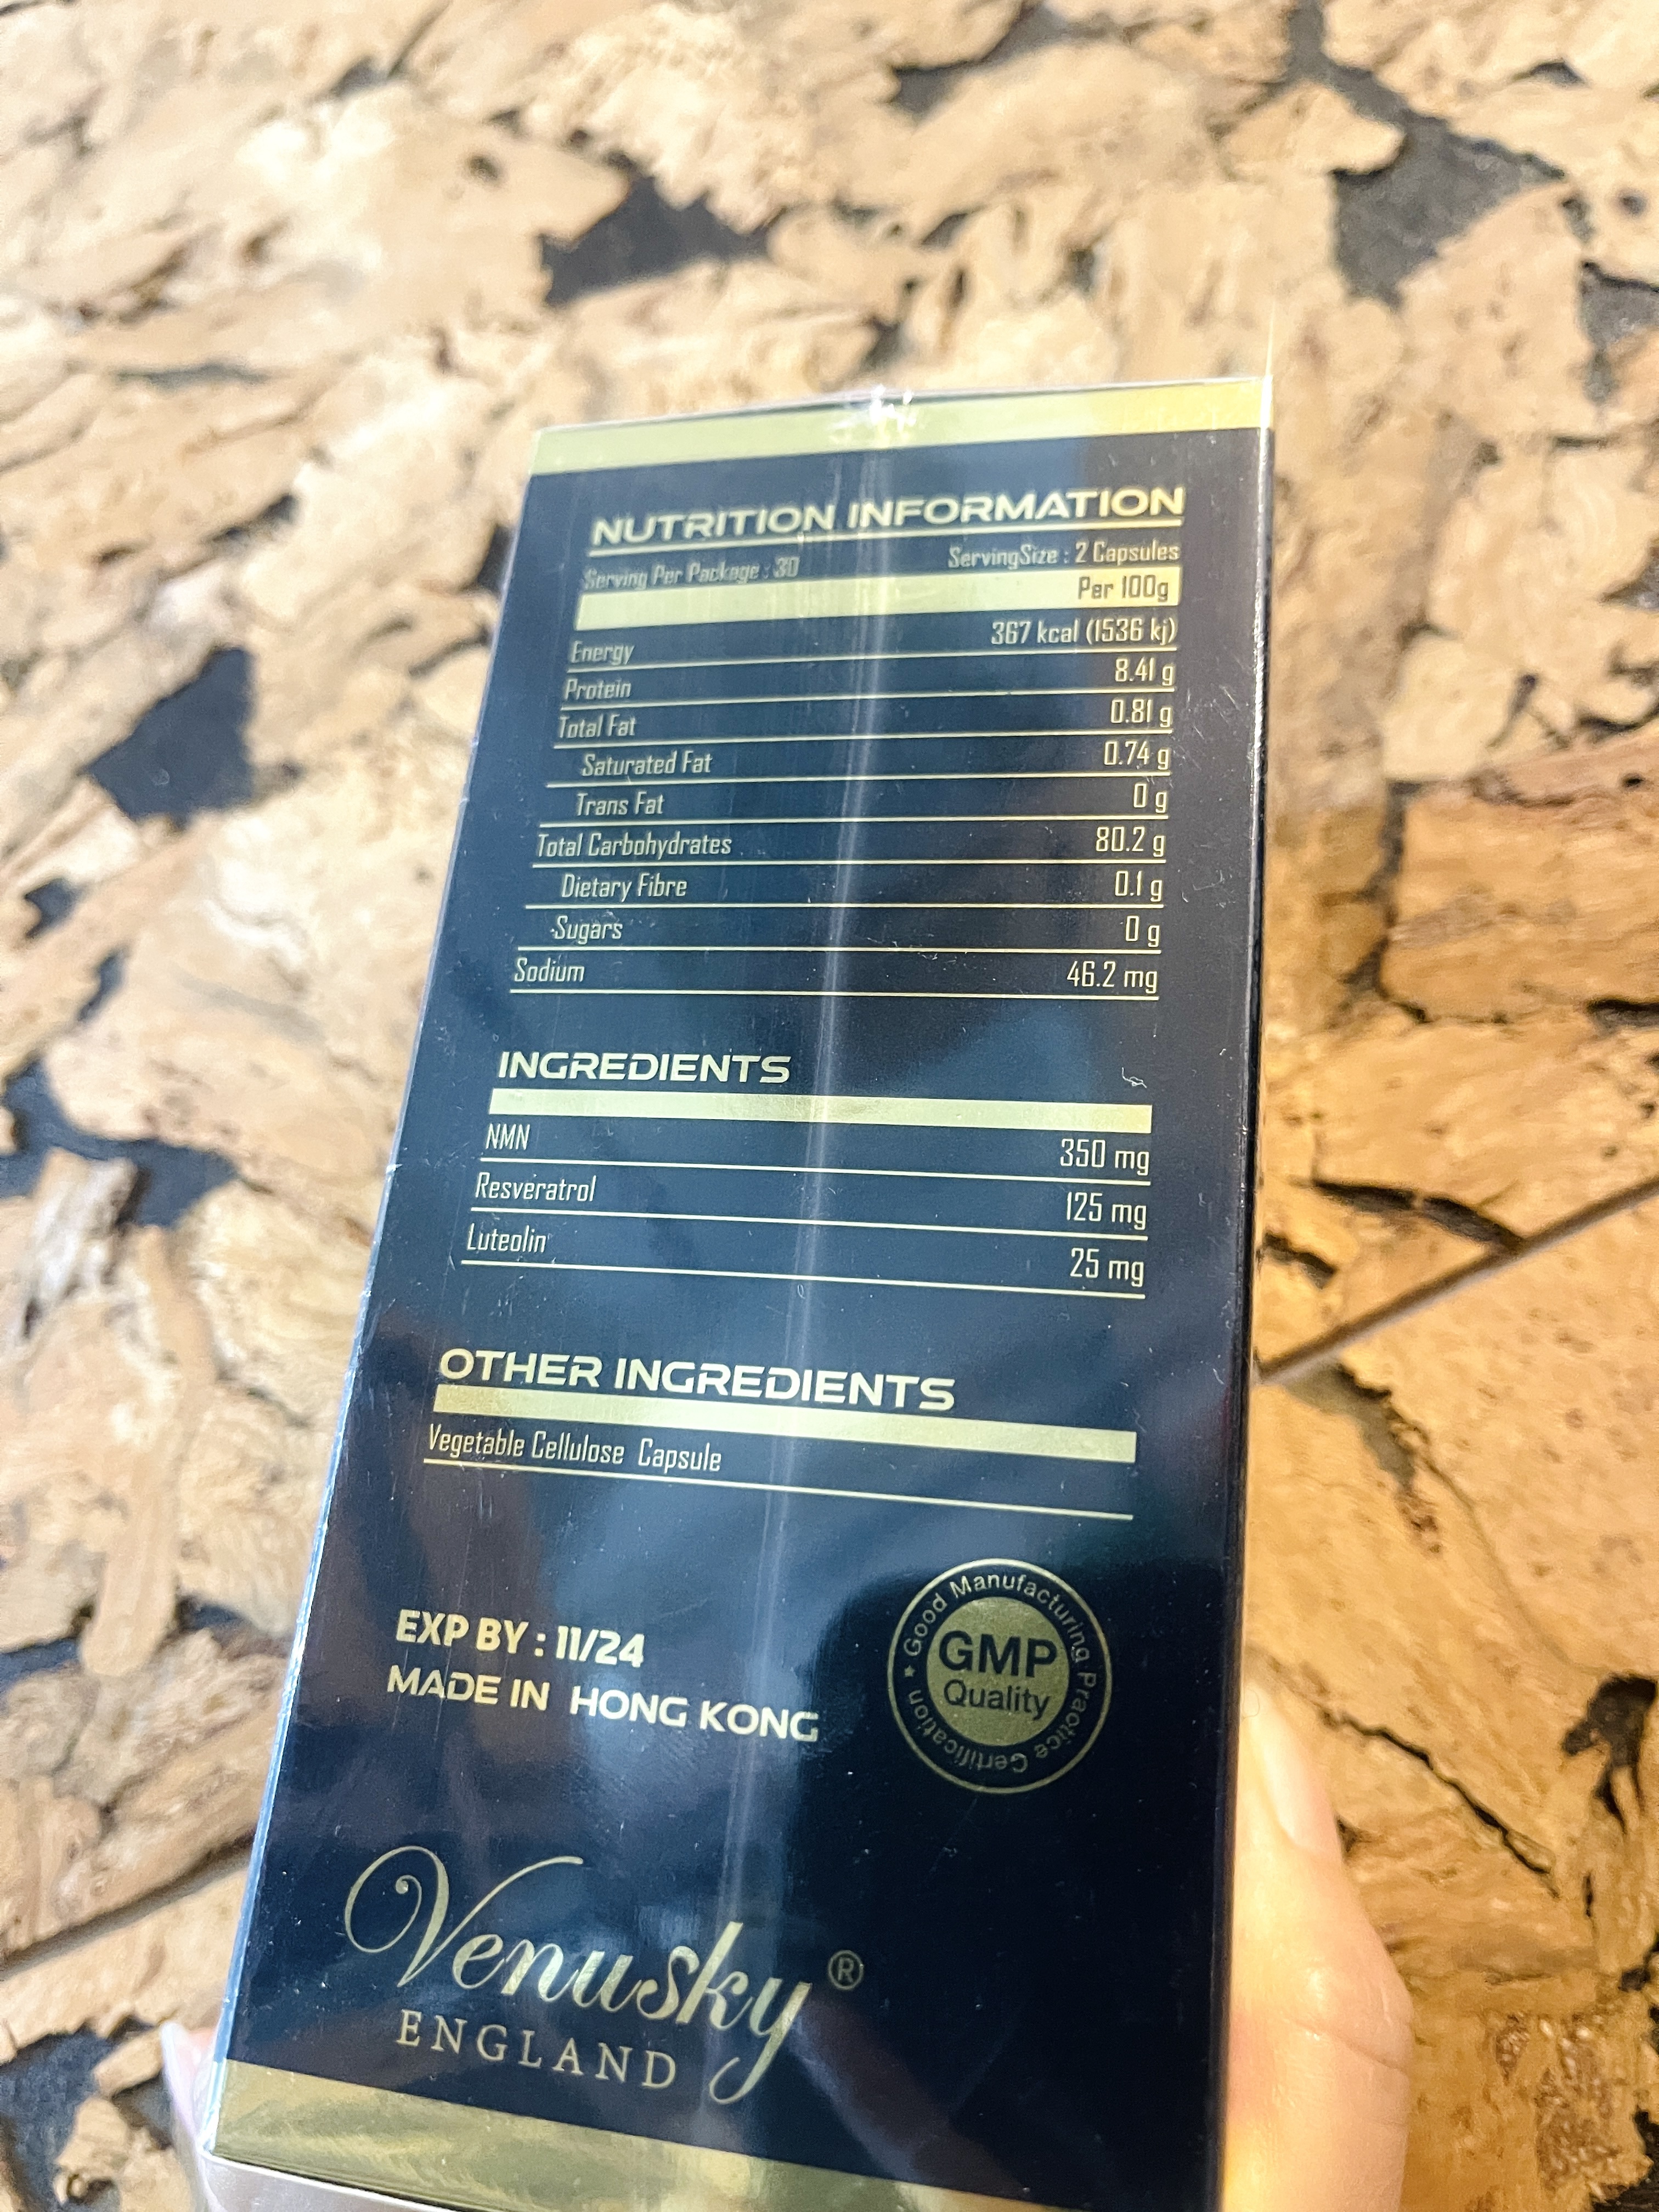 NUTRITION INFORMATION
Serving Per Package : 30 ServingSize : 2 Capsules
Per 100g
Energy 367 kcal (1536 kj)
Protein 8.41 g
Total Fat 0.81 g
Saturated Fat 0.74 g
Trans Fat 0 g
Total Carbohydrates 80.2 g
Dietary Fibre 0.1 g
-Sugars 0 g
Sodium 46.2 mg
INGREDIENTS
NMN 350 mg
Resveratrol 125 mg
Luteolin 25 mg
OTHER INGREDIENTS
Vegetable Cellulose Capsule
EXP BY : 11/24
MADE IN HONG KONG
Good Manufacturing Practice Certification
GMP
Quality
Venusky®
ENGLAND